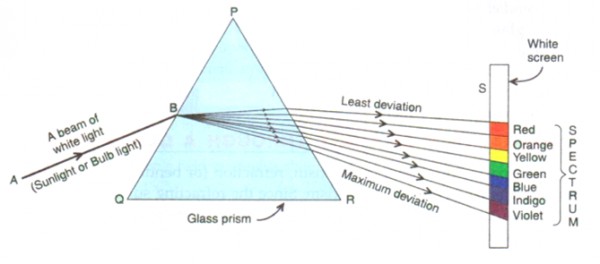 P
White
screen
S
B
Least deviation
A beam of
white light
(Sunlight or Bulb light)
A
Red
Orange
Yellow
Green
Blue
Indigo
Violet
SPECTRUM
Maximum deviation
Q
R
Glass prism